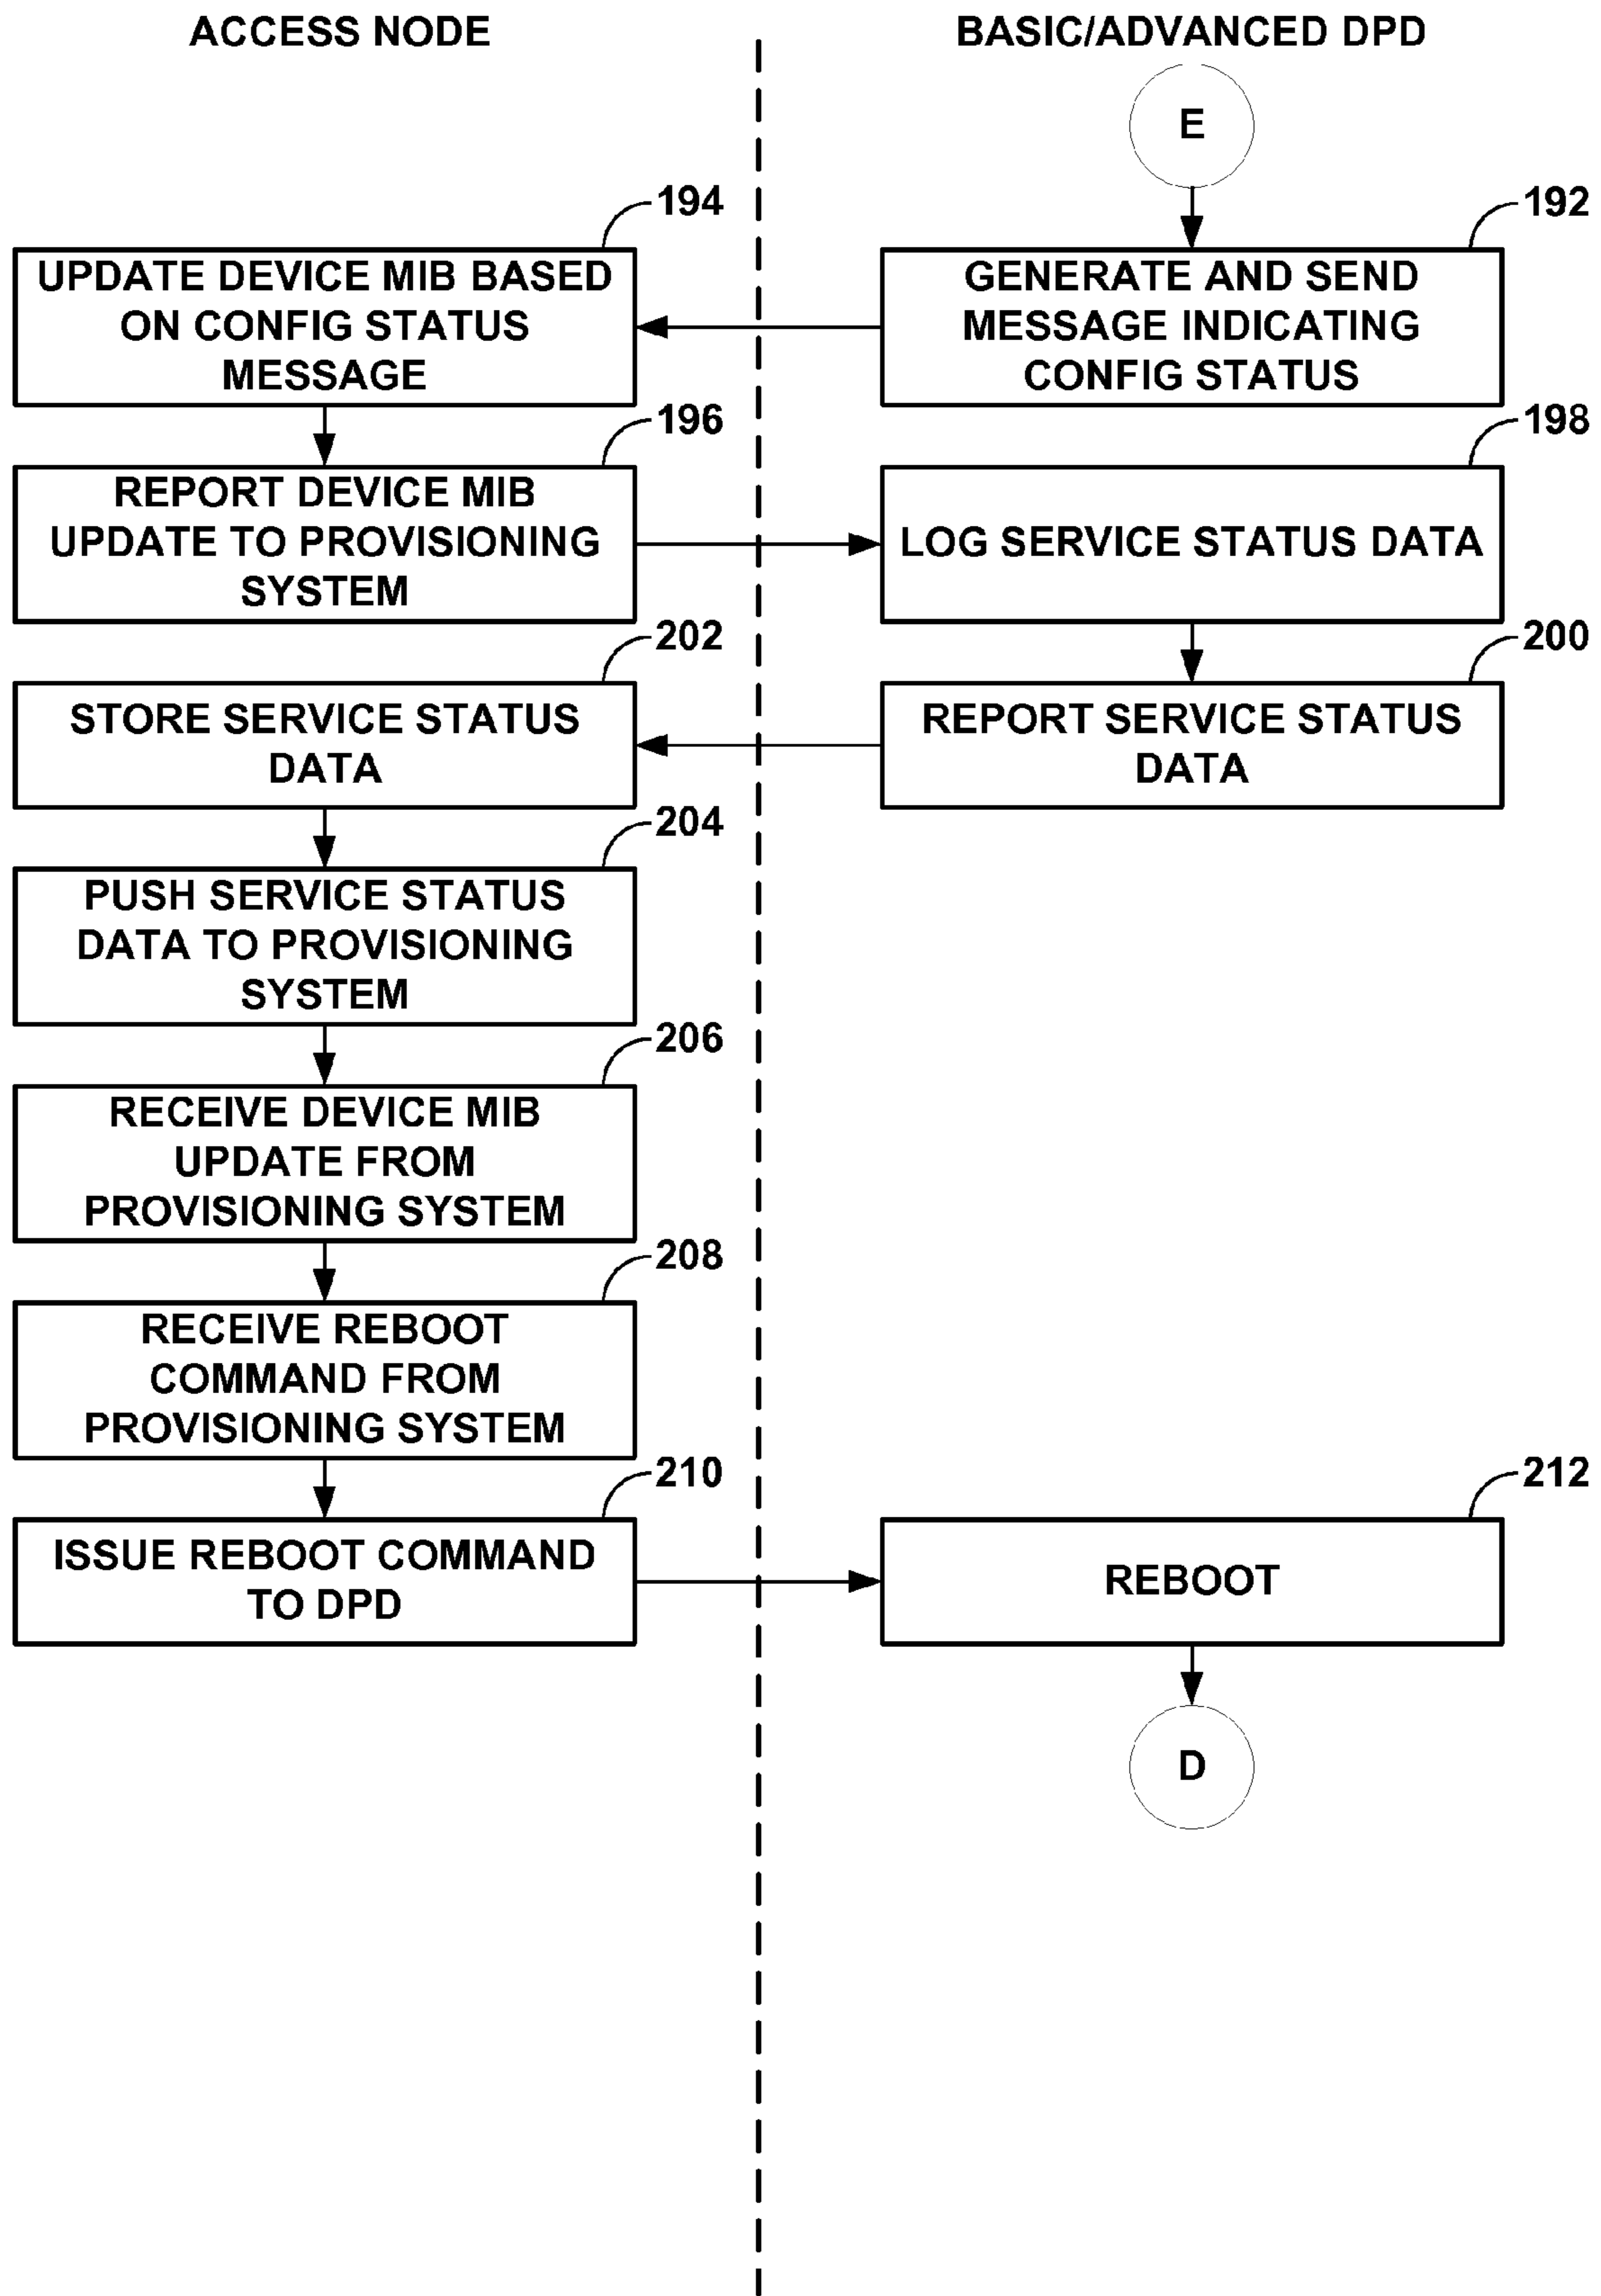 ACCESS NODE
BASIC/ADVANCED DPD
E
194
192
UPDATE DEVICE MIB BASED
ON CONFIG STATUS
MESSAGE
GENERATE AND SEND
MESSAGE INDICATING
CONFIG STATUS
196
198
REPORT DEVICE MIB
UPDATE TO PROVISIONING
SYSTEM
LOG SERVICE STATUS DATA
202
200
STORE SERVICE STATUS
DATA
REPORT SERVICE STATUS
DATA
204
PUSH SERVICE STATUS
DATA TO PROVISIONING
SYSTEM
206
RECEIVE DEVICE MIB
UPDATE FROM
PROVISIONING SYSTEM
208
RECEIVE REBOOT
COMMAND FROM
PROVISIONING SYSTEM
210
212
ISSUE REBOOT COMMAND
TO DPD
REBOOT
D